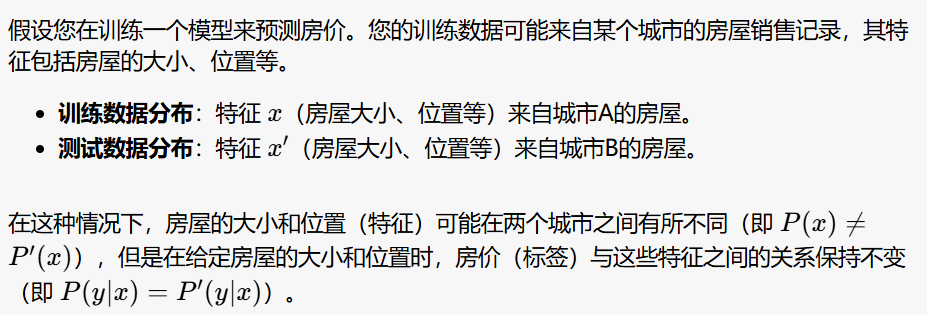 假设您在训练一个模型来预测房价。您的训练数据可能来自某个城市的房屋销售记录，其特
征包括房屋的大小、位置等。
• 训练数据分布：特征 x（房屋大小、位置等）来自城市A的房屋。
• 测试数据分布：特征 x′（房屋大小、位置等）来自城市B的房屋。
在这种情况下，房屋的大小和位置（特征）可能在两个城市之间有所不同（即 P(x) ≠
P′(x)），但是在给定房屋的大小和位置时，房价（标签）与这些特征之间的关系保持不变
（即 P(y|x) = P′(y|x)）。